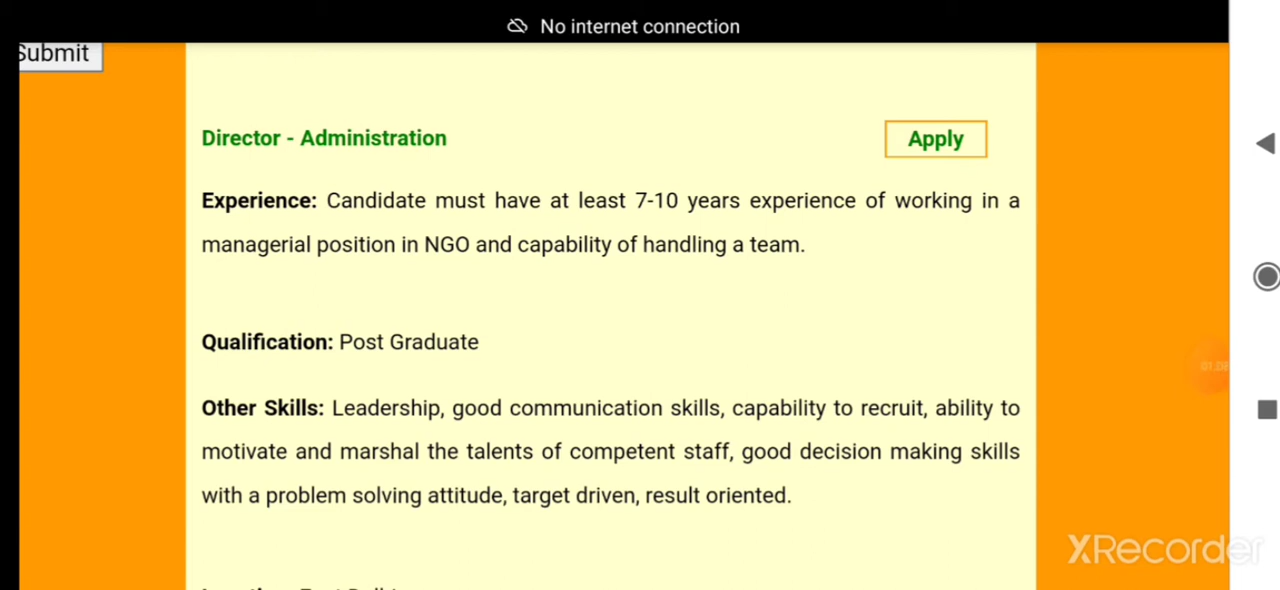 No internet connection
Submit
Director - Administration
Apply
Experience: Candidate must have at least 7-10 years experience of working in a
managerial position in NGO and capability of handling a team.
Qualification: Post Graduate
Other Skills: Leadership, good communication skills, capability to recruit, ability to
motivate and marshal the talents of competent staff, good decision making skills
with a problem solving attitude, target driven, result oriented.
XRecorder